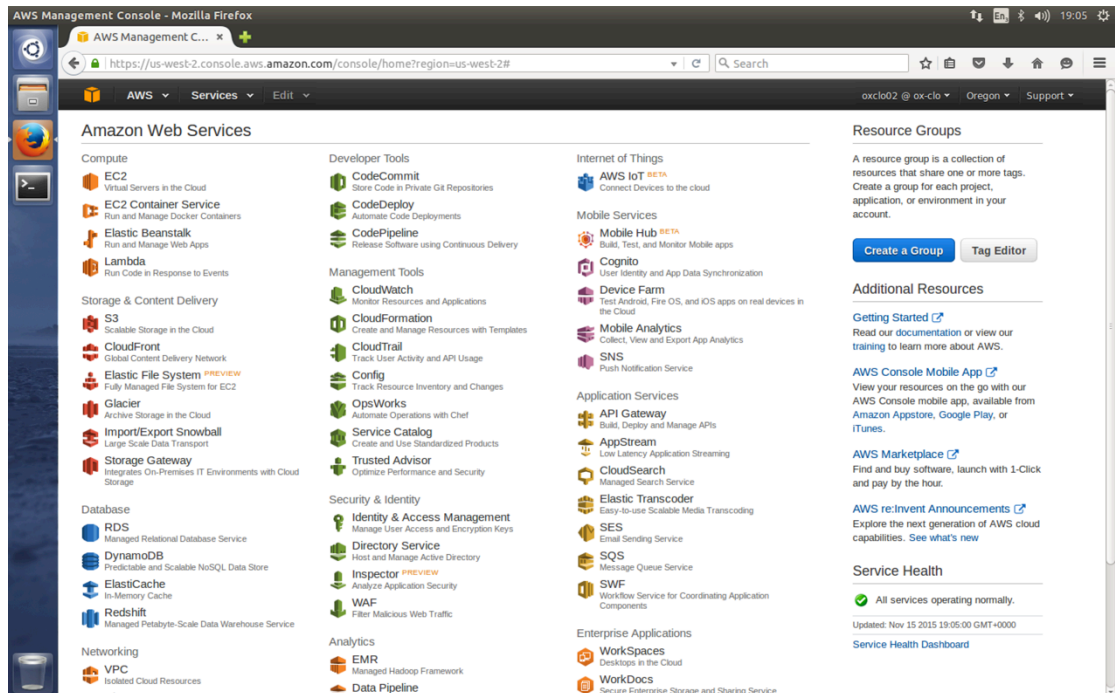 AWS Management Console - Mozilla Firefox
En
19:05
AWS Management C... ×
https://us-west-2.console.aws.amazon.com/console/home?region=us-west-2#
Search
AWS
Services
Edit
oxclo02 @ ox-clo
Oregon
Support
Amazon Web Services
Compute
EC2
Virtual Servers in the Cloud
EC2 Container Service
Run and Manage Docker Containers
Elastic Beanstalk
Run and Manage Web Apps
Lambda
Run Code in Response to Events
Storage & Content Delivery
S3
Scalable Storage in the Cloud
CloudFront
Global Content Delivery Network
Elastic File System PREVIEW
Fully Managed File System for EC2
Glacier
Archive Storage in the Cloud
Import/Export Snowball
Large Scale Data Transport
Storage Gateway
Integrates On-Premises IT Environments with Cloud
Storage
Database
RDS
Managed Relational Database Service
DynamoDB
Predictable and Scalable NoSQL Data Store
ElastiCache
In-Memory Cache
Redshift
Managed Petabyte-Scale Data Warehouse Service
Networking
VPC
Isolated Cloud Resources
Developer Tools
CodeCommit
Store Code in Private Git Repositories
CodeDeploy
Automate Code Deployments
CodePipeline
Release Software using Continuous Delivery
Management Tools
CloudWatch
Monitor Resources and Applications
CloudFormation
Create and Manage Resources with Templates
CloudTrail
Track User Activity and API Usage
Config
Track Resource Inventory and Changes
OpsWorks
Automate Operations with Chef
Service Catalog
Create and Use Standardized Products
Trusted Advisor
Optimize Performance and Security
Security & Identity
Identity & Access Management
Manage User Access and Encryption Keys
Directory Service
Host and Manage Active Directory
Inspector PREVIEW
Analyze Application Security
WAF
Filter Malicious Web Traffic
Analytics
EMR
Managed Hadoop Framework
Data Pipeline
Internet of Things
AWS IoT BETA
Connect Devices to the cloud
Mobile Services
Mobile Hub BETA
Build, Test, and Monitor Mobile apps
Cognito
User Identity and App Data Synchronization
Device Farm
Test Android, Fire OS, and iOS apps on real devices in
the Cloud
Mobile Analytics
Collect, View and Export App Analytics
SNS
Push Notification Service
Application Services
API Gateway
Build, Deploy and Manage APIs
AppStream
Low Latency Application Streaming
CloudSearch
Managed Search Service
Elastic Transcoder
Easy-to-use Scalable Media Transcoding
SES
Email Sending Service
SQS
Message Queue Service
SWF
Workflow Service for Coordinating Application
Components
Enterprise Applications
WorkSpaces
Desktops in the Cloud
WorkDocs
Secure Enterprise Storage and Sharing Service
Resource Groups
A resource group is a collection of
resources that share one or more tags.
Create a group for each project,
application, or environment in your
account.
Create a Group
Tag Editor
Additional Resources
Getting Started
Read our documentation or view our
training to learn more about AWS.
AWS Console Mobile App
View your resources on the go with our
AWS Console mobile app, available from
Amazon Appstore, Google Play, or
iTunes.
AWS Marketplace
Find and buy software, launch with 1-Click
and pay by the hour.
AWS re:Invent Announcements
Explore the next generation of AWS cloud
capabilities. See what's new
Service Health
All services operating normally.
Updated: Nov 15 2015 19:05:00 GMT+0000
Service Health Dashboard